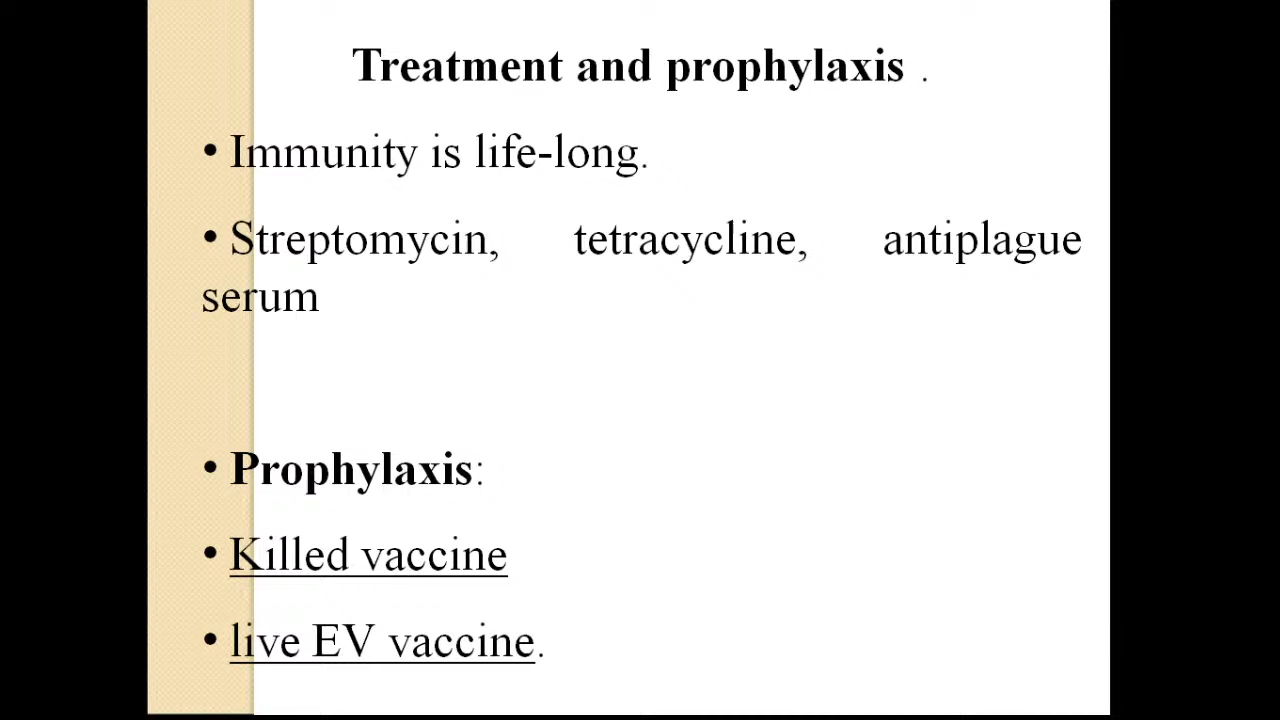 Treatment and prophylaxis .
• Immunity is life-long.
• Streptomycin, tetracycline, antiplague
serum
• Prophylaxis:
• Killed vaccine
• live EV vaccine.